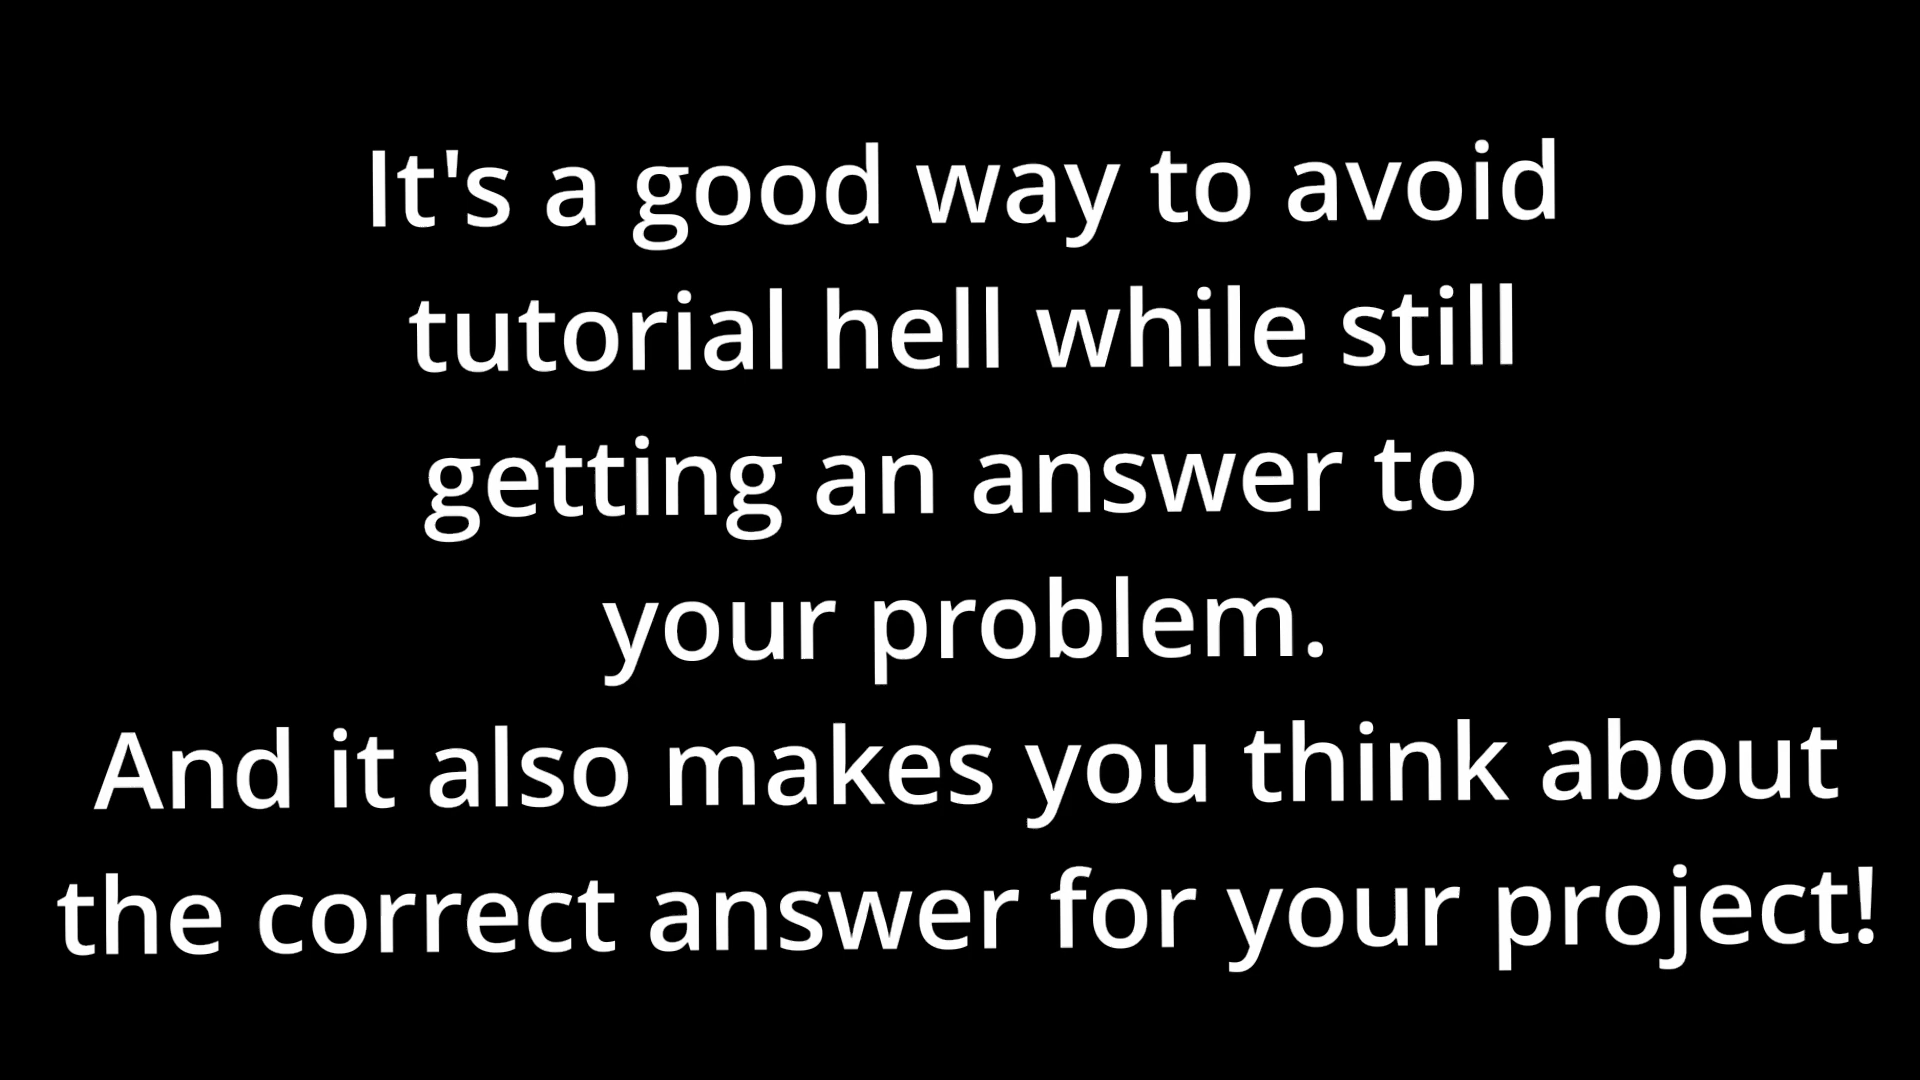 It's a good way to avoid
tutorial hell while still
getting an answer to
your problem.
And it also makes you think about
the correct answer for your project!